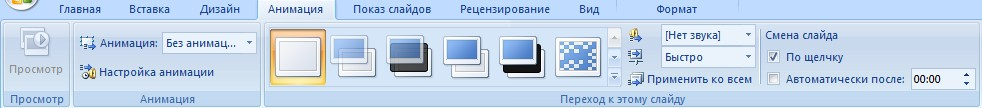 Главная Вставка Дизайн Анимация Показ слайдов Рецензирование Вид Формат
Просмотр
Анимация: Без анимац...
Настройка анимации
[Нет звука]
Быстро
Применить ко всем
Смена слайда
По щелчку
Автоматически после: 00:00
Просмотр Анимация Переход к этому слайду